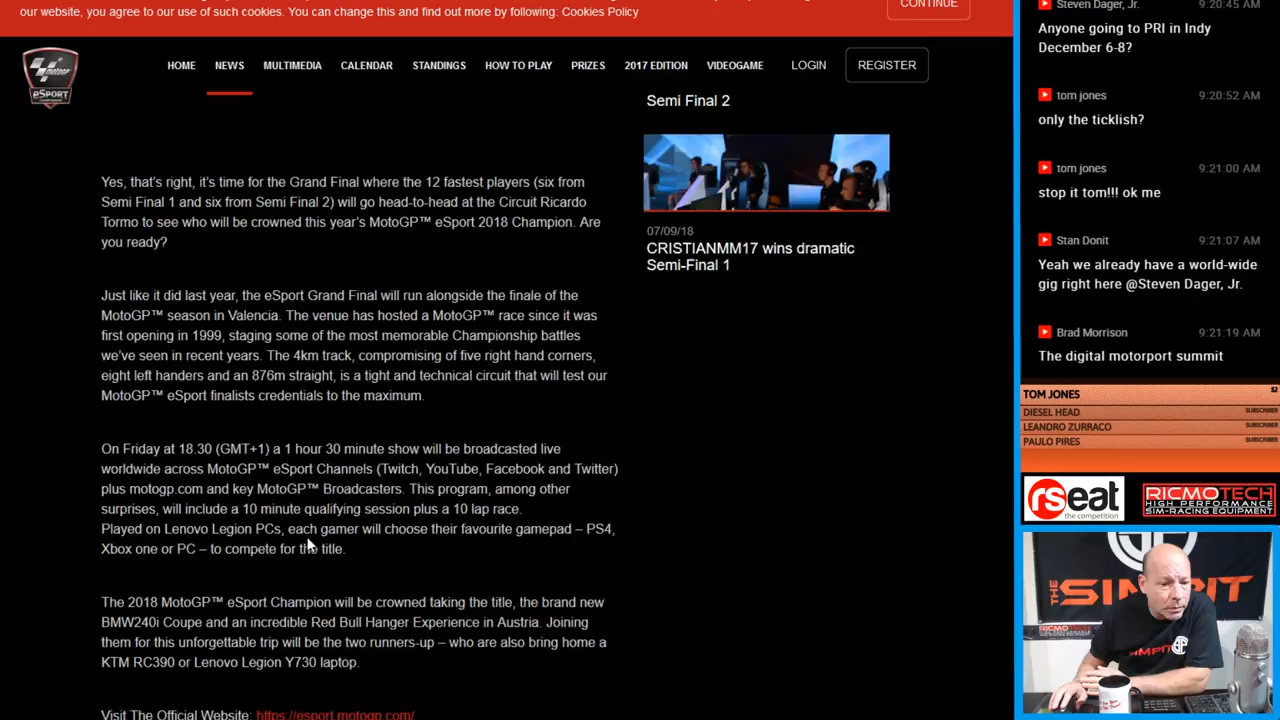 our website, you agree to our use of such cookies. You can change this and find out more by following: Cookies Policy
CONTINUE
motogp
eSPORT
HOME
NEWS
MULTIMEDIA
CALENDAR
STANDINGS
HOW TO PLAY
PRIZES
2017 EDITION
VIDEOGAME
LOGIN
REGISTER
Yes, that's right, it's time for the Grand Final where the 12 fastest players (six from
Semi Final 1 and six from Semi Final 2) will go head-to-head at the Circuit Ricardo
Tormo to see who will be crowned this year's MotoGP™ eSport 2018 Champion. Are
you ready?
Just like it did last year, the eSport Grand Final will run alongside the finale of the
MotoGP™ season in Valencia. The venue has hosted a MotoGP™ race since it was
first opening in 1999, staging some of the most memorable Championship battles
we've seen in recent years. The 4km track, compromising of five right hand corners,
eight left handers and an 876m straight, is a tight and technical circuit that will test our
MotoGP™ eSport finalists credentials to the maximum.
On Friday at 18.30 (GMT+1) a 1 hour 30 minute show will be broadcasted live
worldwide across MotoGP™ eSport Channels (Twitch, YouTube, Facebook and Twitter)
plus motogp.com and key MotoGP™ Broadcasters. This program, among other
surprises, will include a 10 minute qualifying session plus a 10 lap race.
Played on Lenovo Legion PCs, each gamer will choose their favourite gamepad – PS4,
Xbox one or PC – to compete for the title.
The 2018 MotoGP™ eSport Champion will be crowned taking the title, the brand new
BMW240i Coupe and an incredible Red Bull Hanger Experience in Austria. Joining
them for this unforgettable trip will be the two runners-up – who are also bring home a
KTM RC390 or Lenovo Legion Y730 laptop.
Visit The Official Website: https://esport.motogp.com/
Semi Final 2
07/09/18
CRISTIANMM17 wins dramatic
Semi-Final 1
Steven Dager, Jr.
9:20:45 AM
Anyone going to PRI in Indy
December 6-8?
tom jones
9:20:52 AM
only the ticklish?
tom jones
9:21:00 AM
stop it tom!!! ok me
Stan Donit
9:21:07 AM
Yeah we already have a world-wide
gig right here @Steven Dager, Jr.
Brad Morrison
9:21:19 AM
The digital motorport summit
TOM JONES
$2
DIESEL HEAD
SUBSCRIBER
LEANDRO ZURRACO
SUBSCRIBER
PAULO PIRES
SUBSCRIBER
rseat
the competition
RICMOTECH
HIGH PERFORMANCE
SIM-RACING EQUIPMENT
THE
SIMPIT
RICMOTECH
SIMPIT